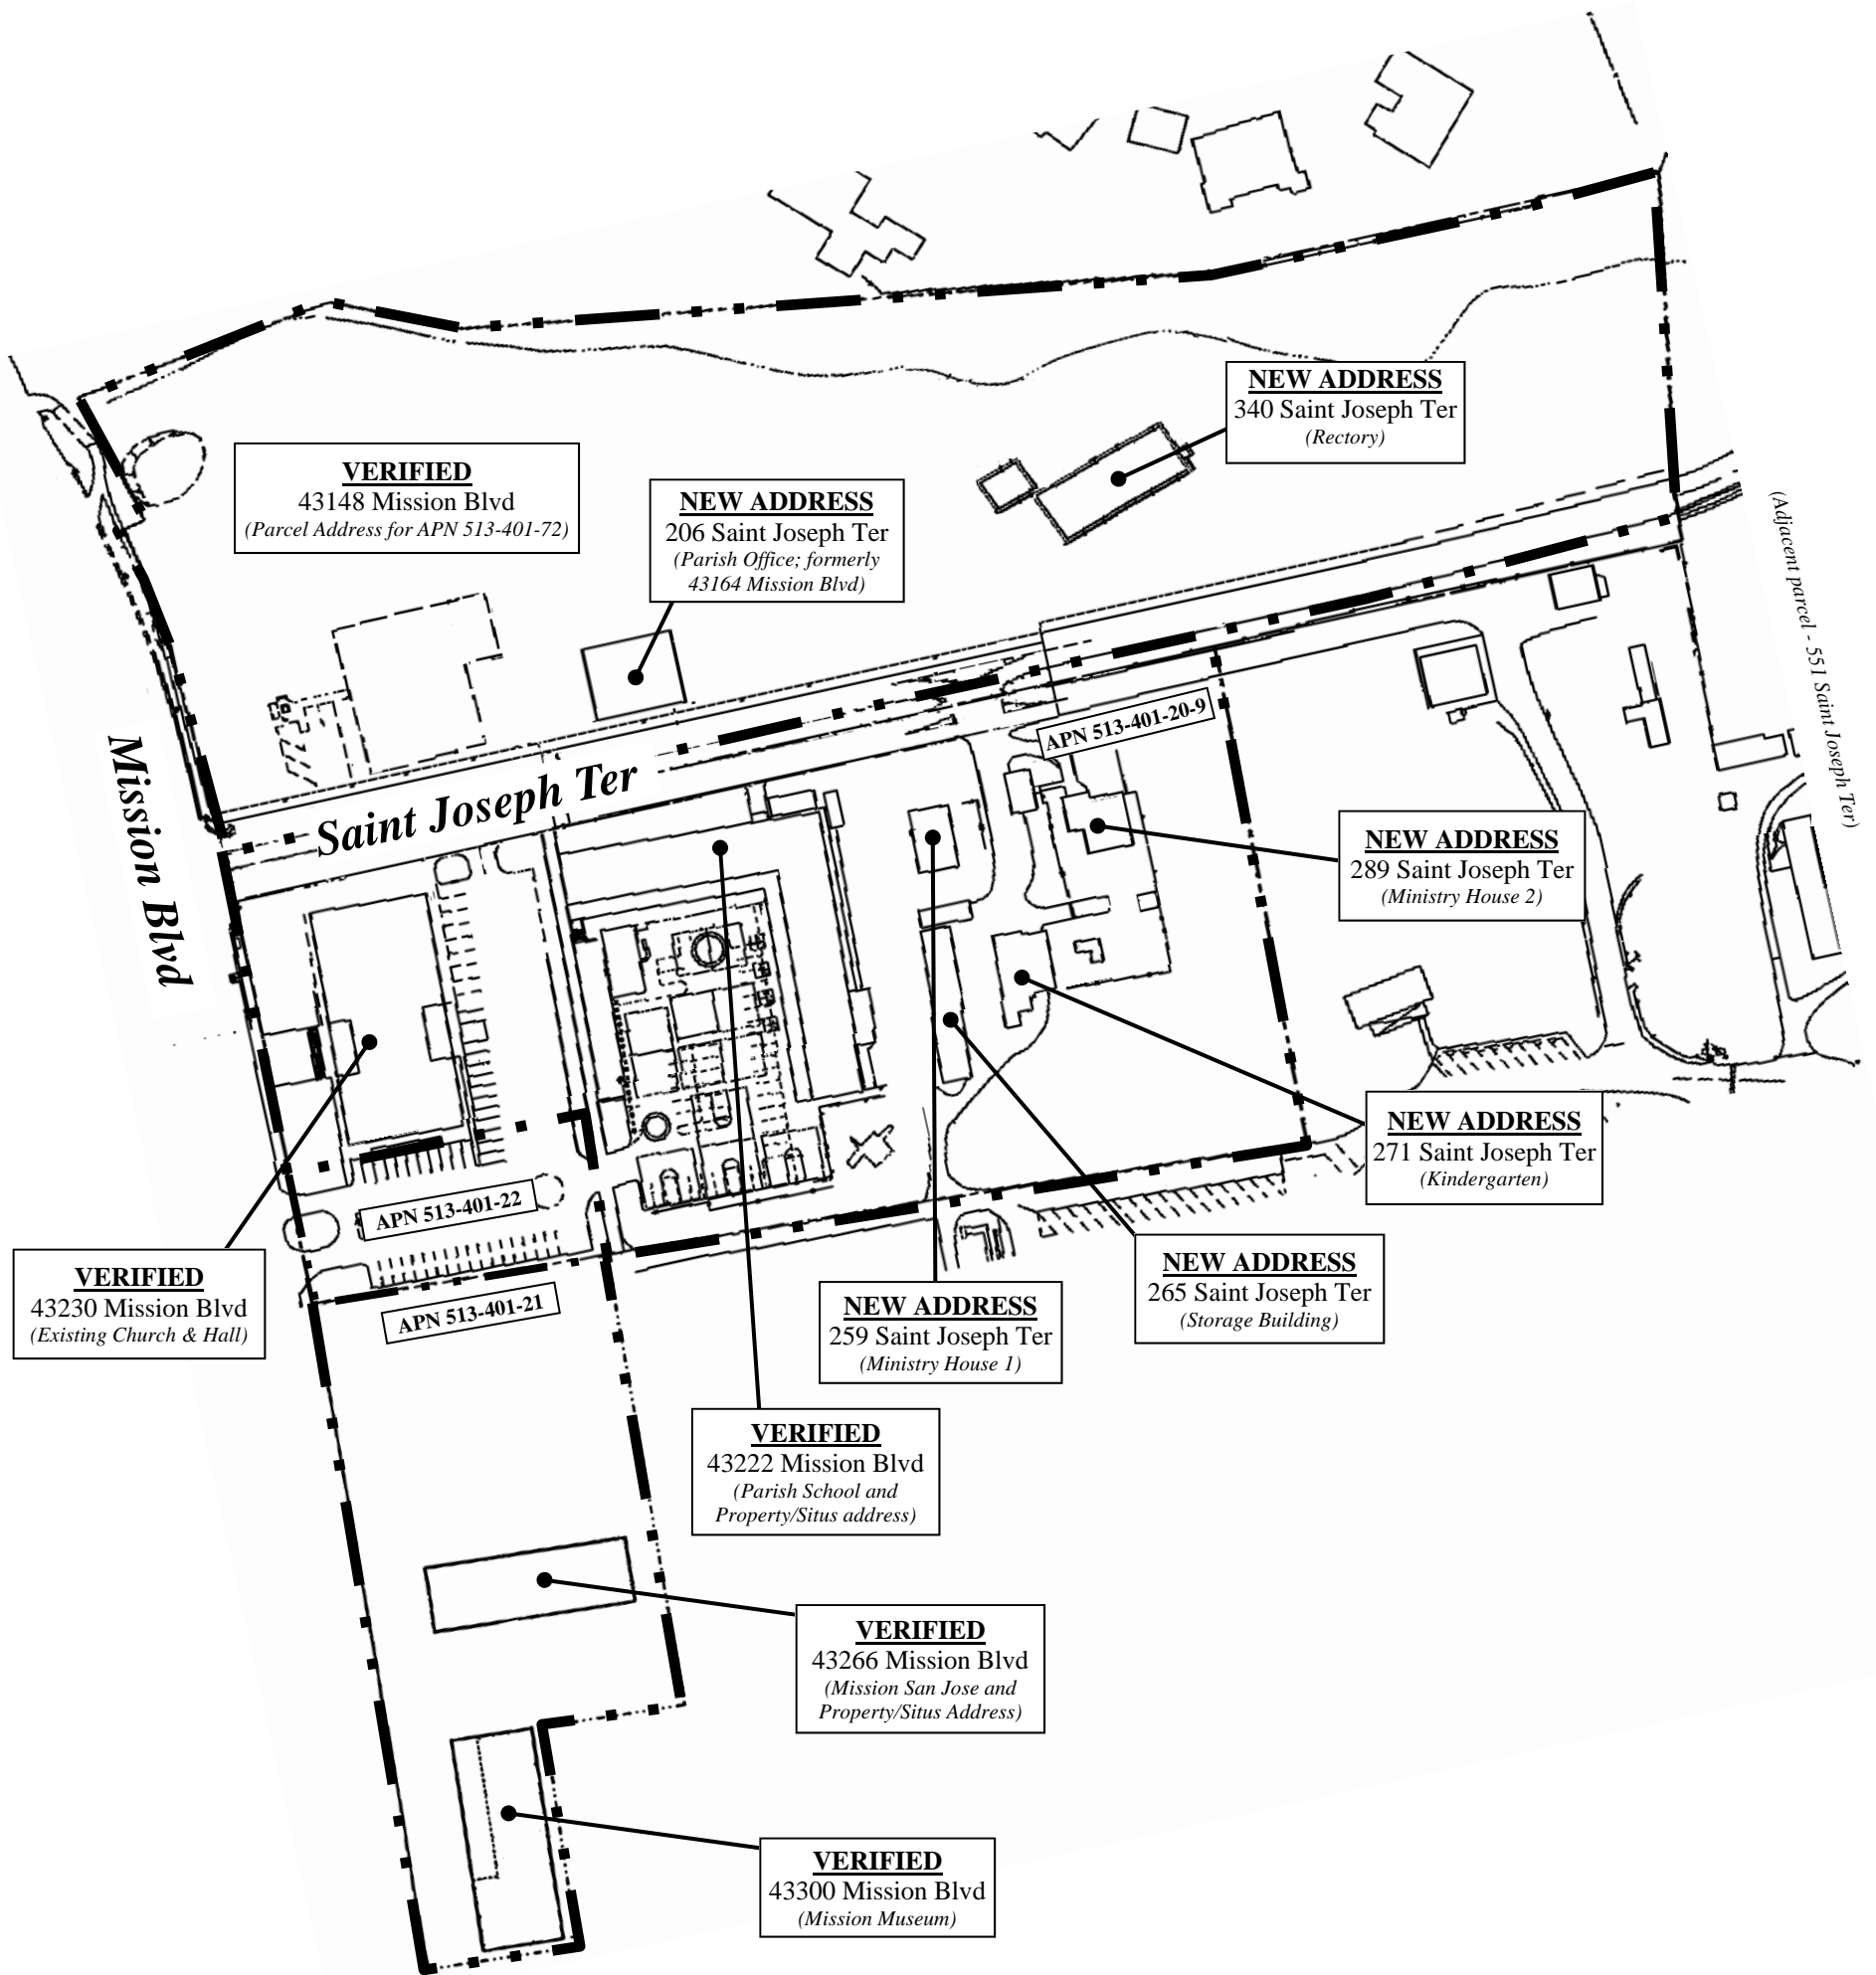 NEW ADDRESS
340 Saint Joseph Ter
(Rectory)
VERIFIED
43148 Mission Blvd
(Parcel Address for APN 513-401-72)
NEW ADDRESS
206 Saint Joseph Ter
(Parish Office; formerly
43164 Mission Blvd)
(Adjacent parcel - 551 Saint Joseph Ter)
APN 513-401-20-9
Mission Blvd
Saint Joseph Ter
NEW ADDRESS
289 Saint Joseph Ter
(Ministry House 2)
NEW ADDRESS
271 Saint Joseph Ter
(Kindergarten)
APN 513-401-22
NEW ADDRESS
265 Saint Joseph Ter
(Storage Building)
VERIFIED
43230 Mission Blvd
(Existing Church & Hall)
APN 513-401-21
NEW ADDRESS
259 Saint Joseph Ter
(Ministry House 1)
VERIFIED
43222 Mission Blvd
(Parish School and
Property/Situs address)
VERIFIED
43266 Mission Blvd
(Mission San Jose and
Property/Situs Address)
VERIFIED
43300 Mission Blvd
(Mission Museum)